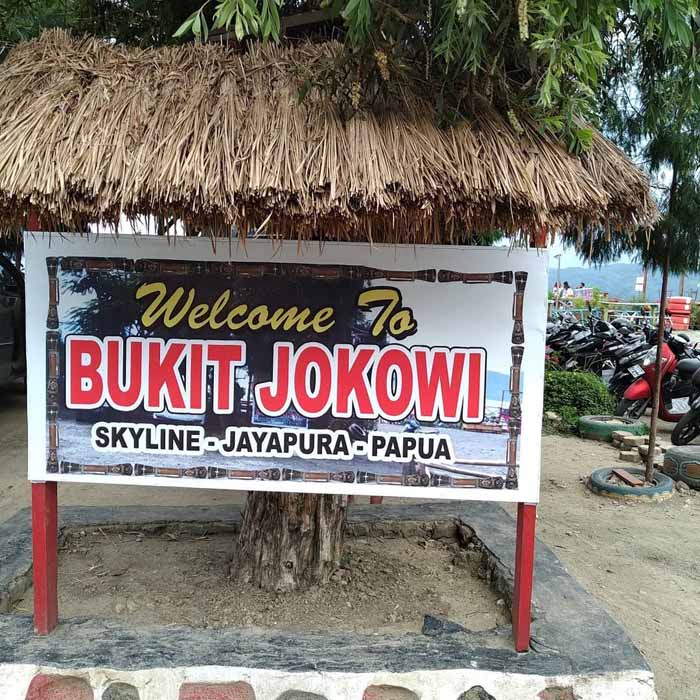 Welcome To
BUKIT JOKOWI
SKYLINE - JAYAPURA - PAPUA